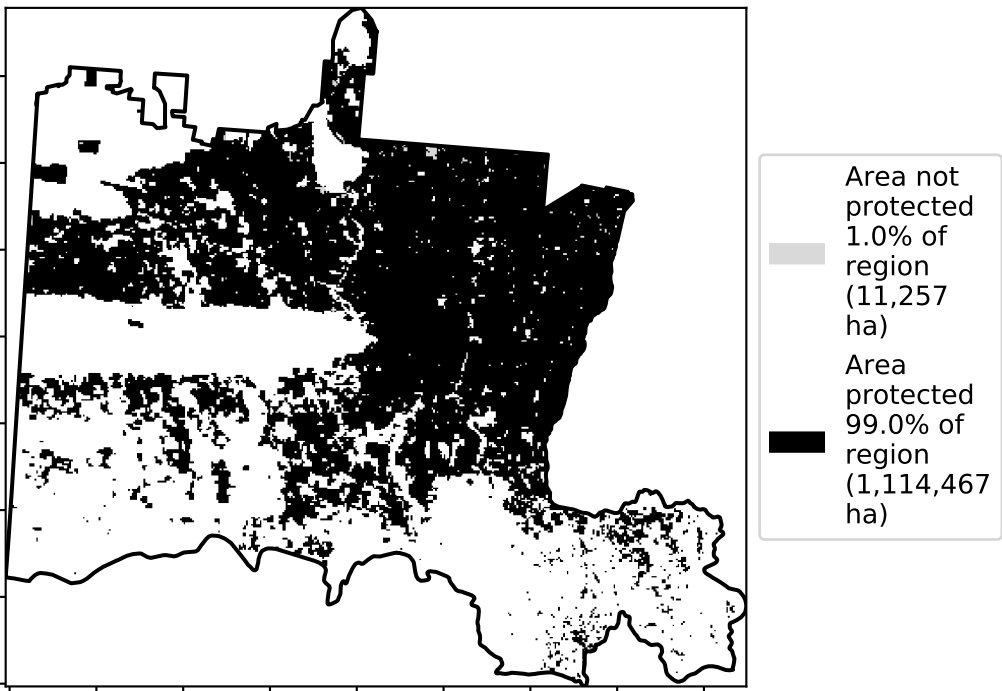 Area not
protected
1.0% of
region
(11,257
ha)
Area
protected
99.0% of
region
(1,114,467
ha)